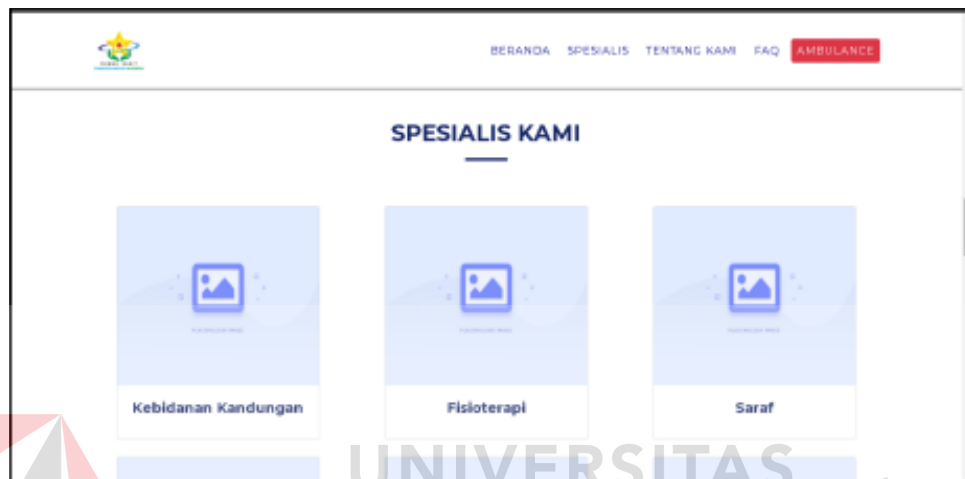 BERANDA SPESIALIS TENTANG KAMI FAQ AMBULANCE
SPESIALIS KAMI
Kebidanan Kandungan Fisioterapi Saraf
UNIVERSITAS